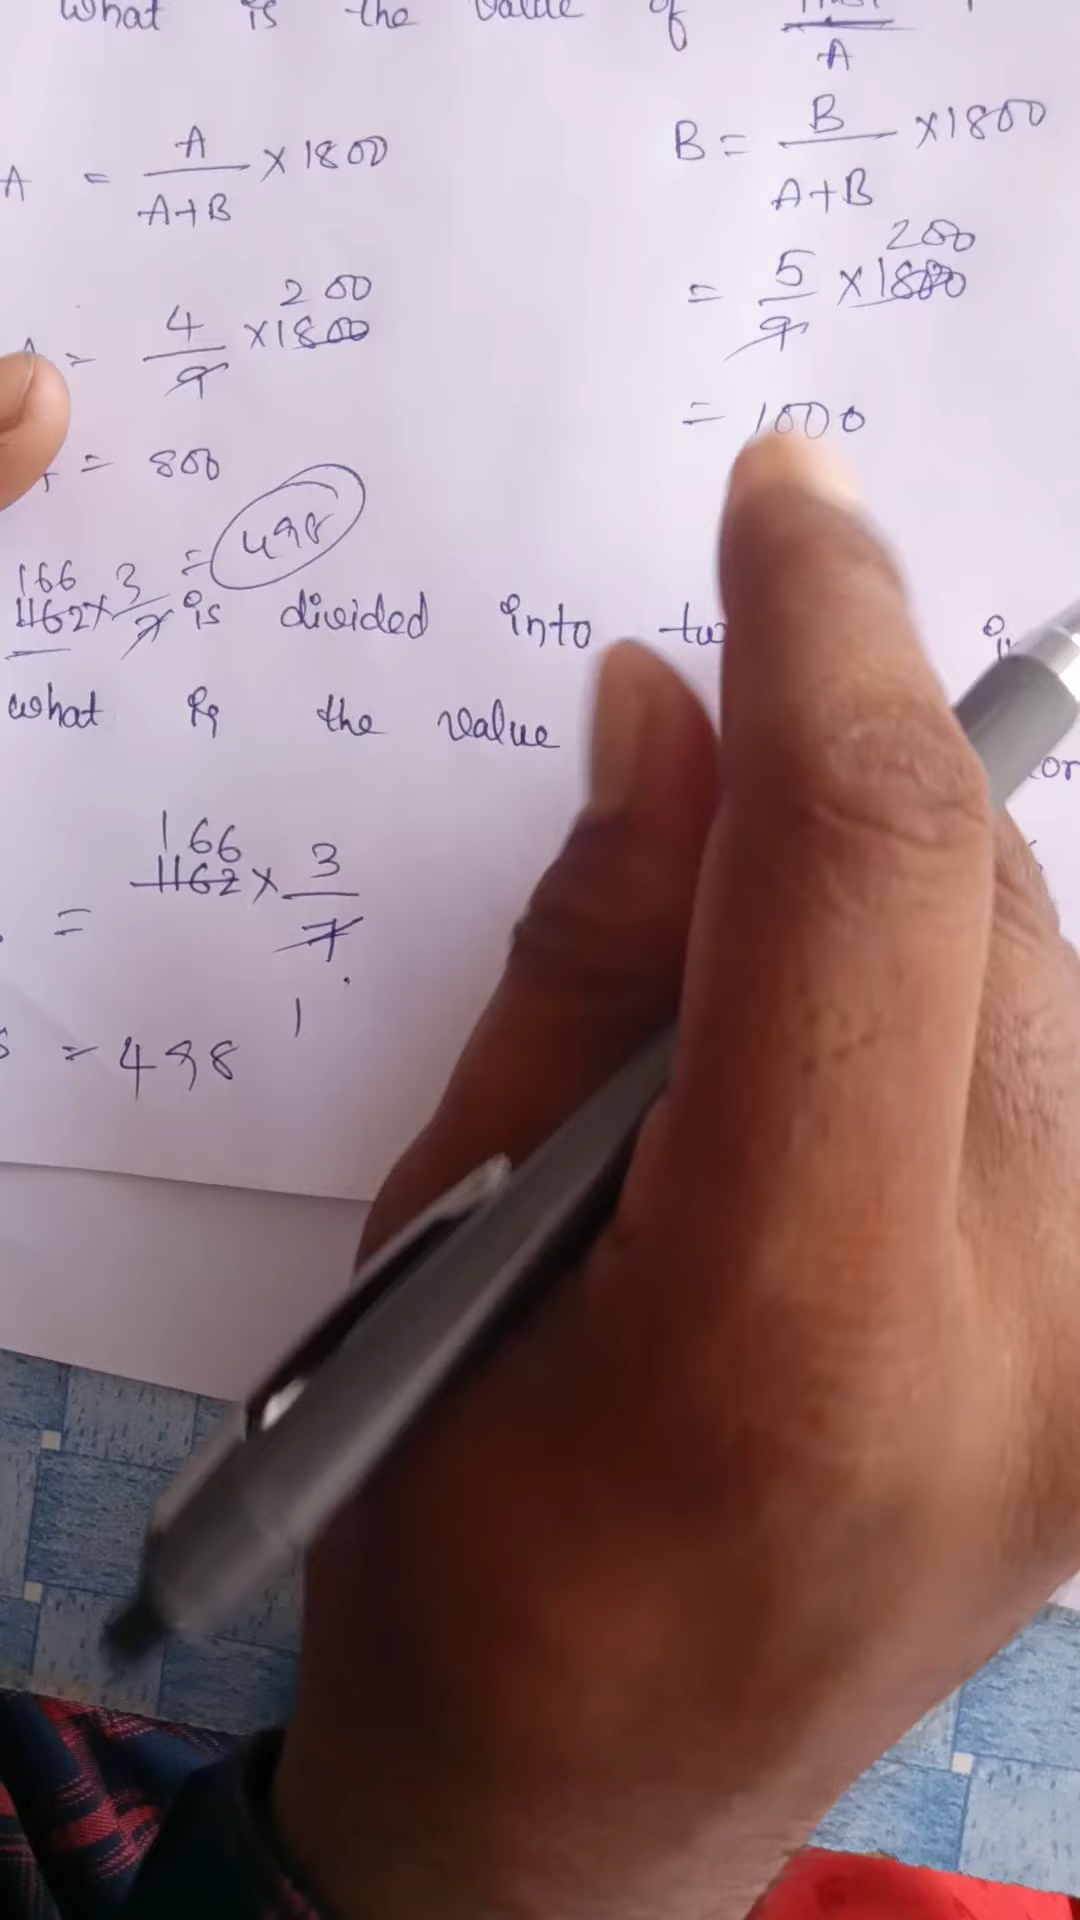 What is the value of
A
A = A/A+B × 1800
B = B/A+B × 1800
= 4/9 × 1800 200
= 5/9 × 1800 200
= 800
= 1000
166
1162 × 3/7 = 498
is divided into
what is the value
166
= 1162 × 3/7
1
= 498